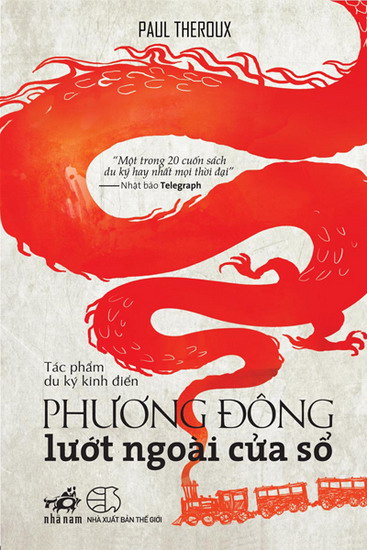 PAUL THEROUX
“Một trong 20 cuốn sách
du ký hay nhất mọi thời đại”
Nhật báo Telegraph
Tác phẩm
du ký kinh điển
PHƯƠNG ĐÔNG
lướt ngoài cửa sổ
nhã nam
NHÀ XUẤT BẢN THẾ GIỚI